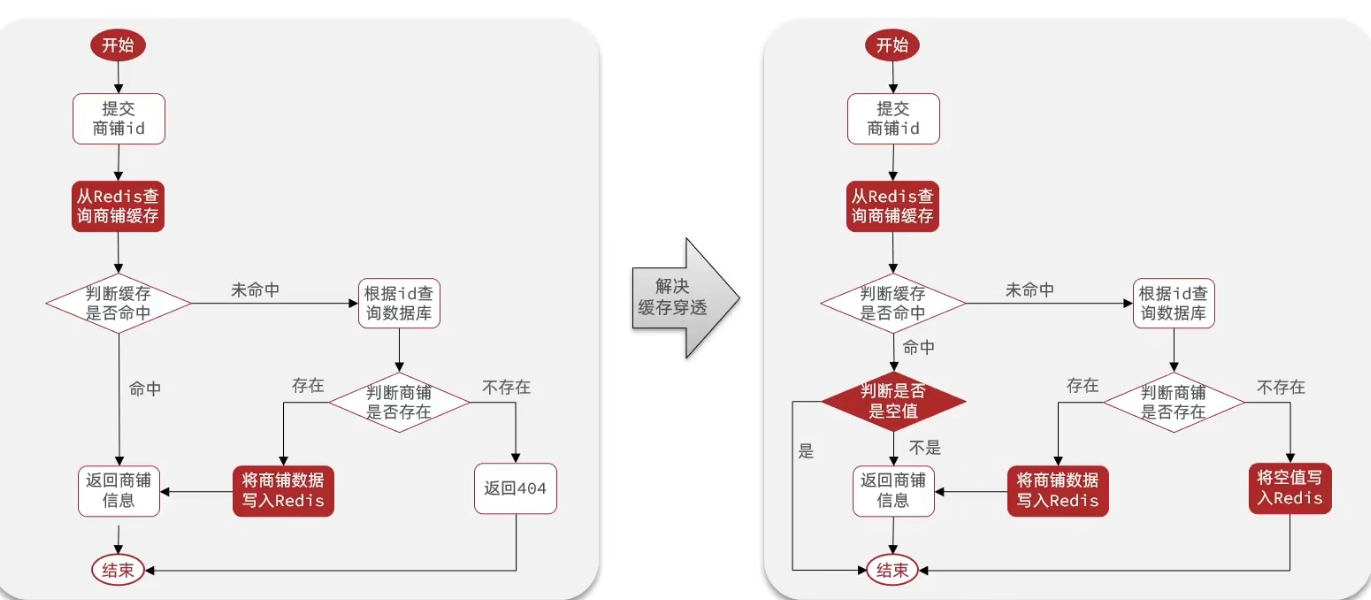 开始
提交
商铺id
从Redis查
询商铺缓存
判断缓存
是否命中
未命中
根据id查
询数据库
命中
存在
判断商铺
是否存在
不存在
返回商铺
信息
将商铺数据
写入Redis
返回404
结束
解决
缓存穿透
开始
提交
商铺id
从Redis查
询商铺缓存
判断缓存
是否命中
未命中
根据id查
询数据库
命中
判断是否
是空值
存在
判断商铺
是否存在
不存在
是
不是
返回商铺
信息
将商铺数据
写入Redis
将空值写
入Redis
结束